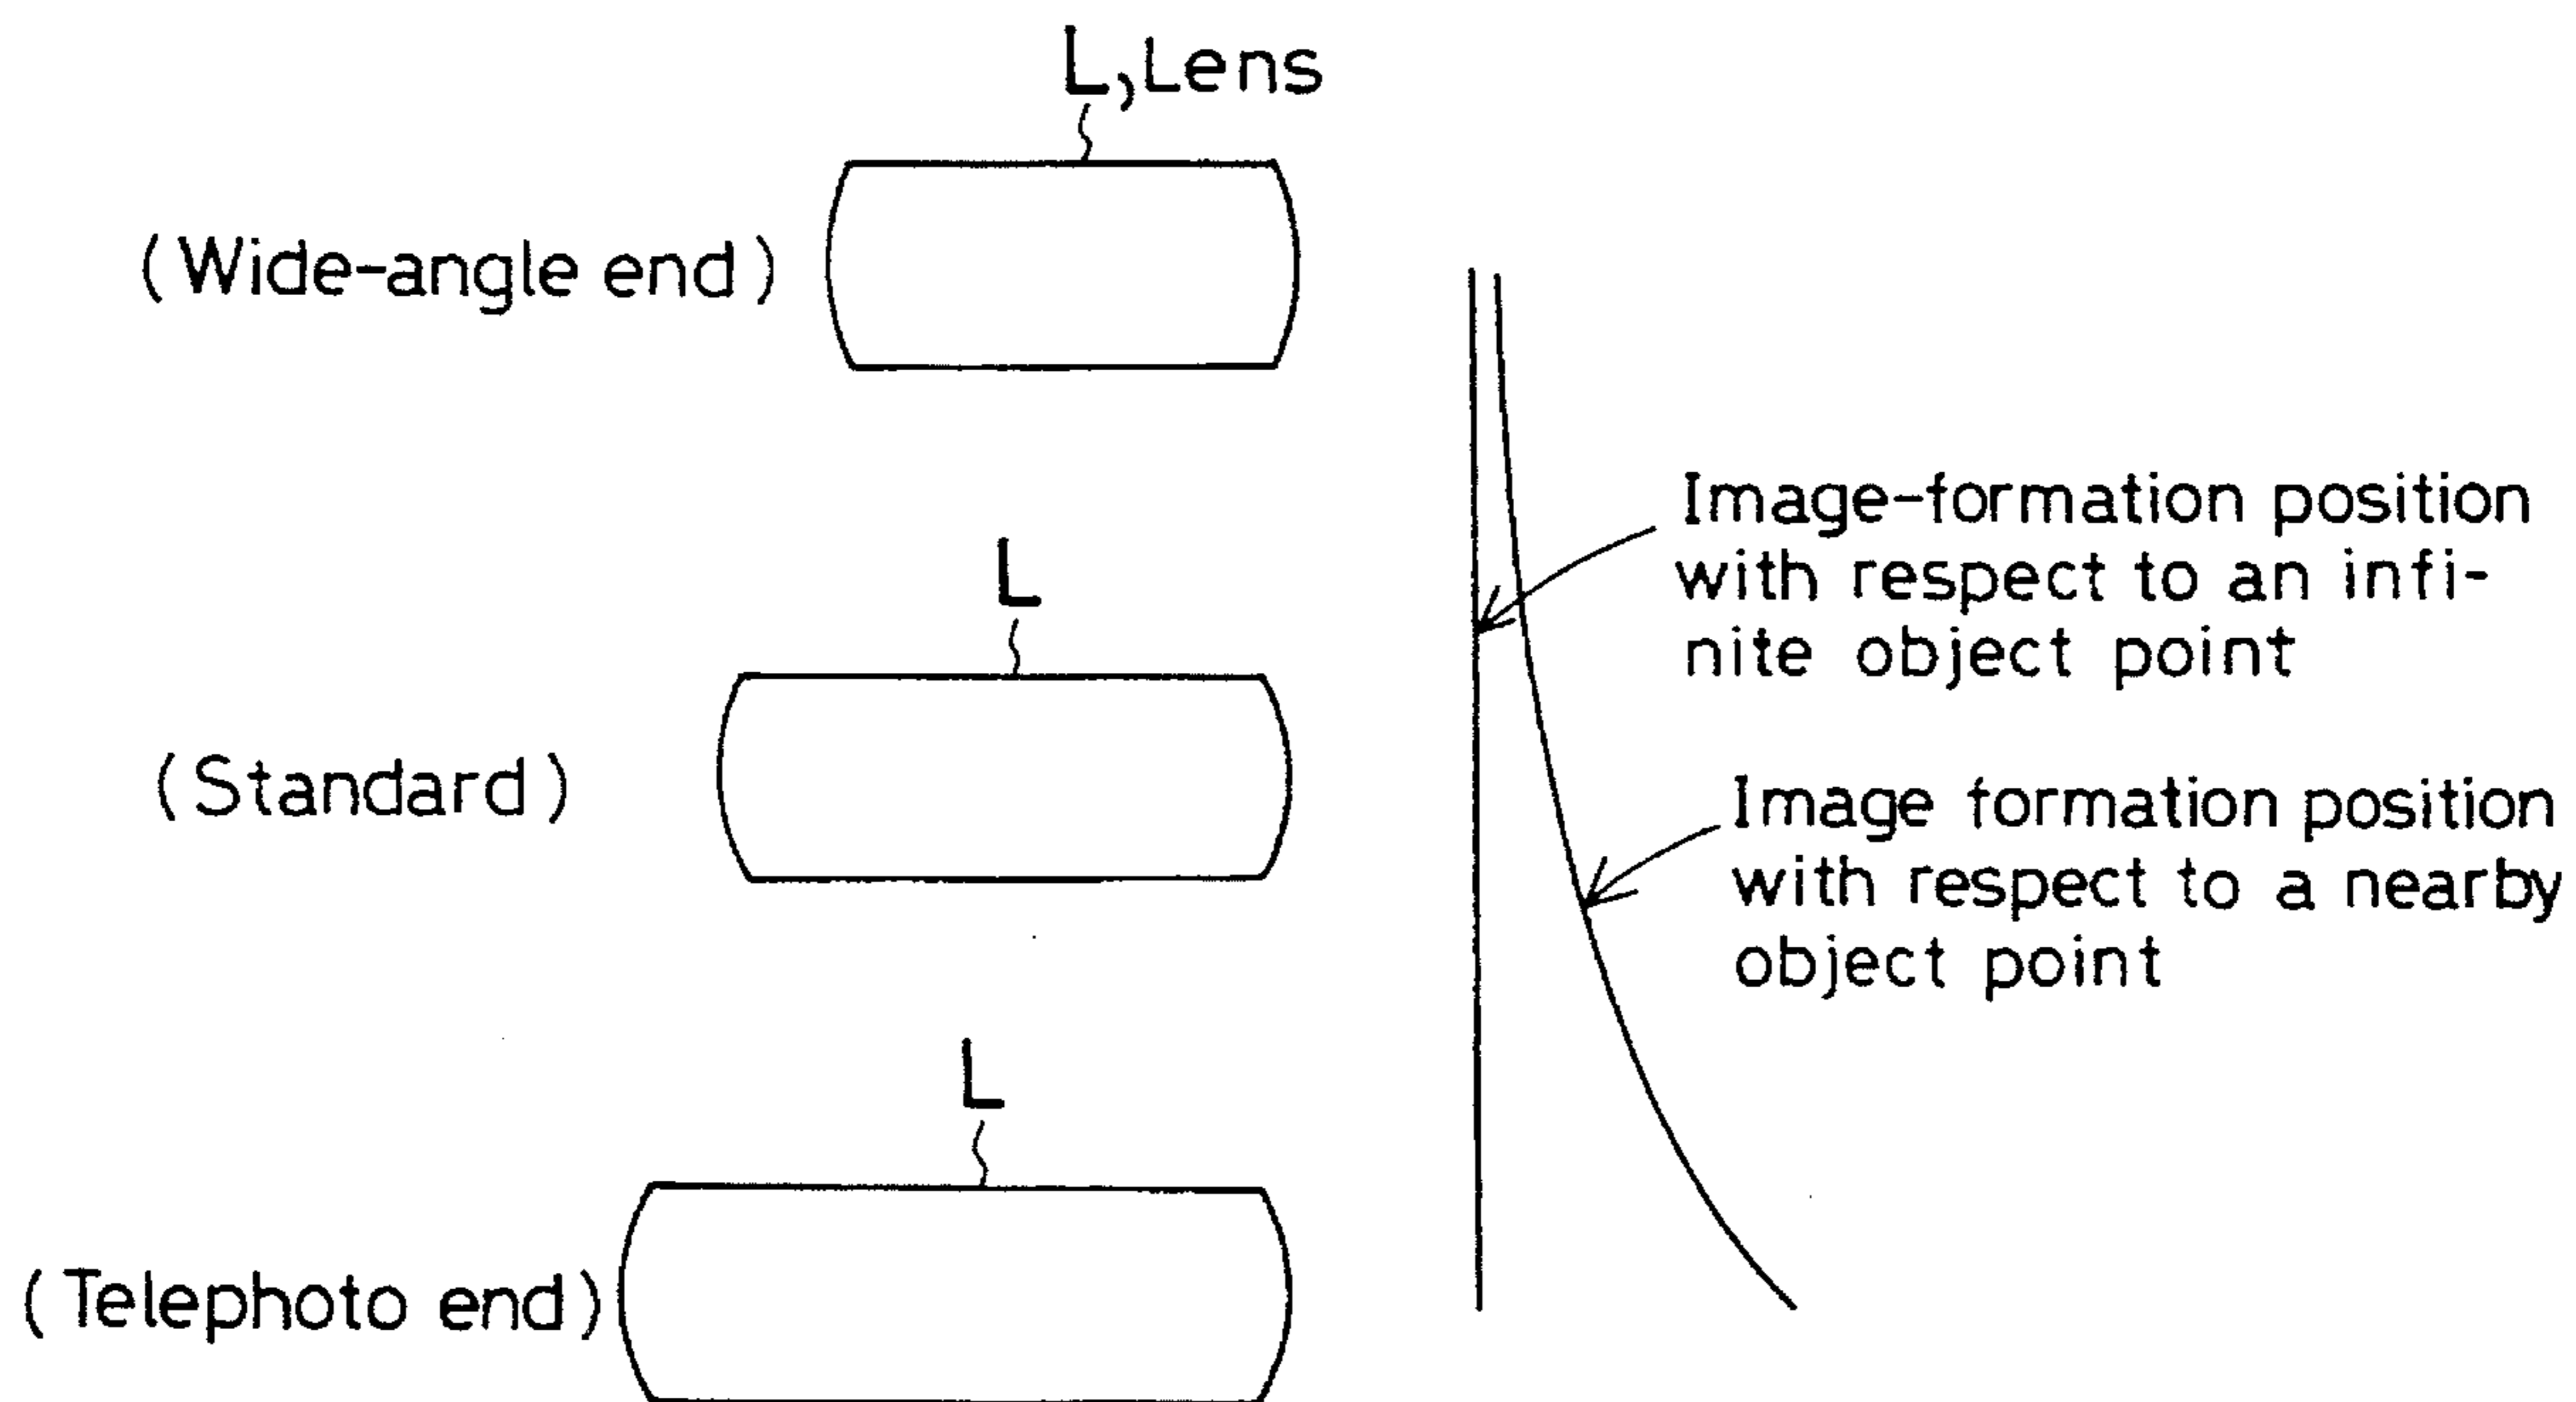 L, Lens
(Wide-angle end)
Image-formation position
with respect to an infi-
nite object point
L
(Standard)
Image formation position
with respect to a nearby
object point
L
(Telephoto end)